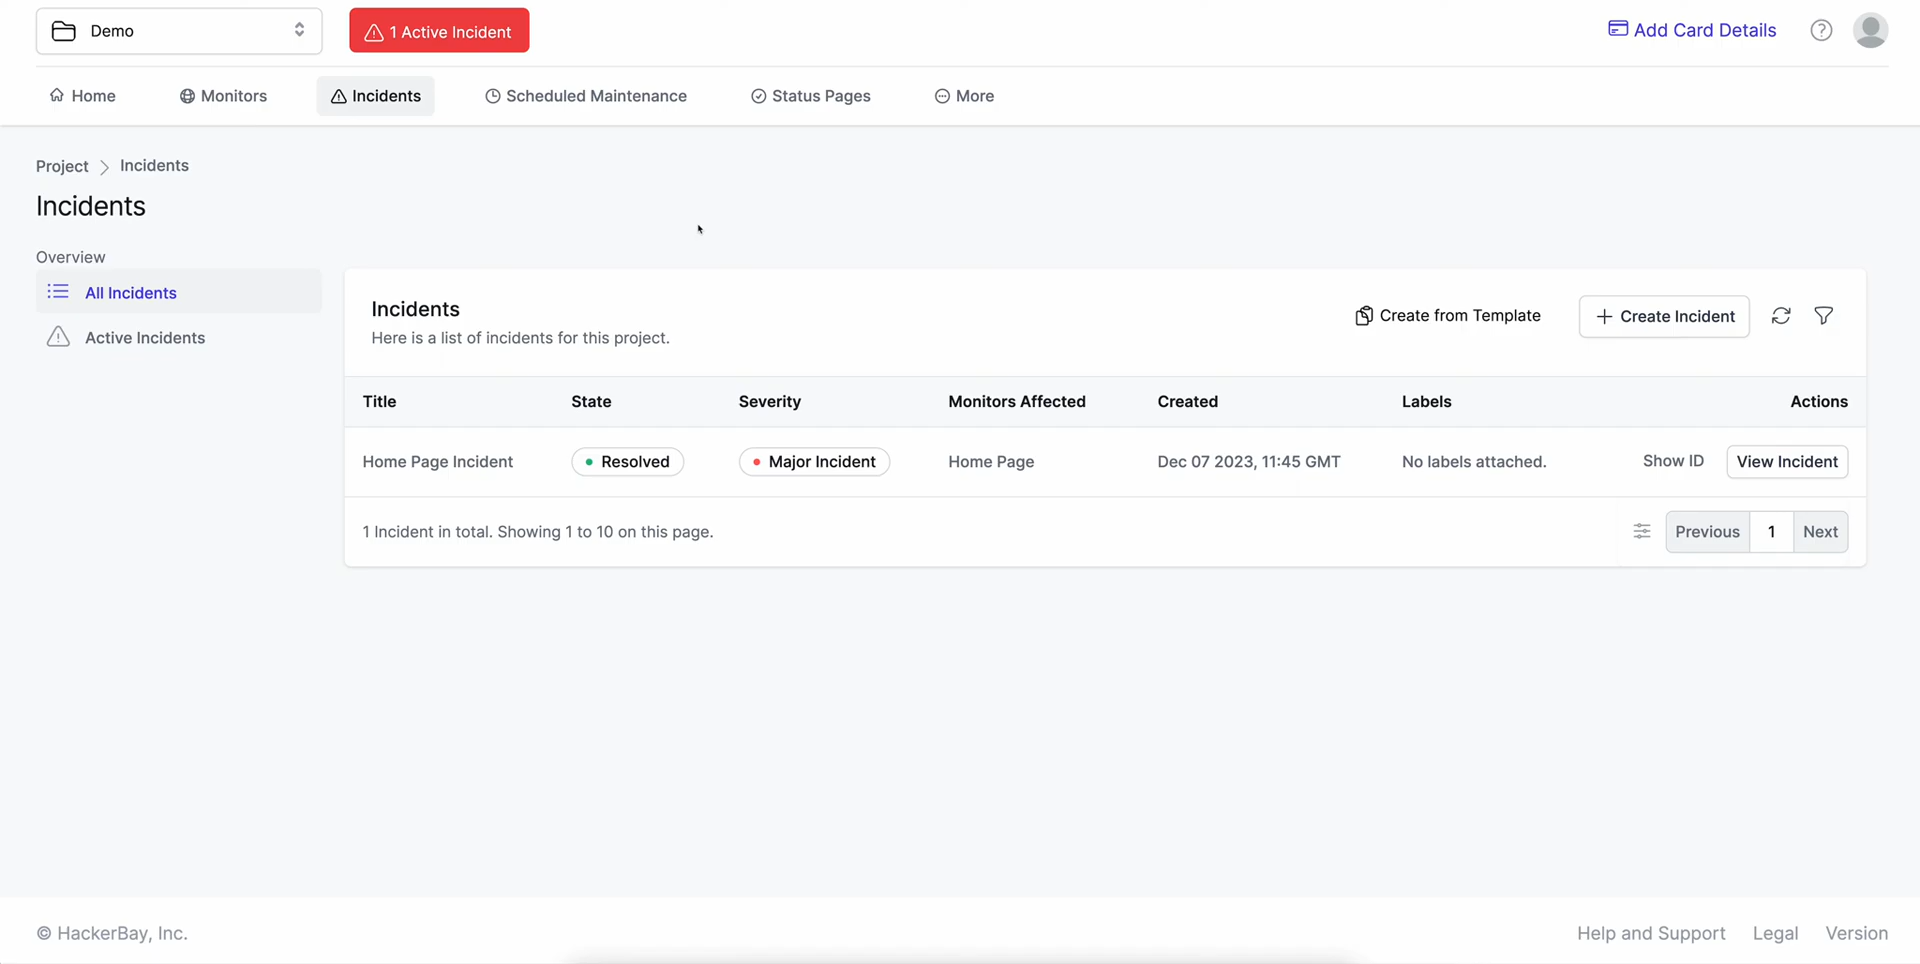 Demo
1 Active Incident
Add Card Details
Home
Monitors
Incidents
Scheduled Maintenance
Status Pages
More
Project
Incidents
Incidents
Overview
All Incidents
Active Incidents
Incidents
Here is a list of incidents for this project.
Create from Template
Create Incident
Title State Severity Monitors Affected Created Labels Actions
Home Page Incident Resolved Major Incident Home Page Dec 07 2023, 11:45 GMT No labels attached. Show ID View Incident
1 Incident in total. Showing 1 to 10 on this page.
Previous 1 Next
© HackerBay, Inc.
Help and Support Legal Version